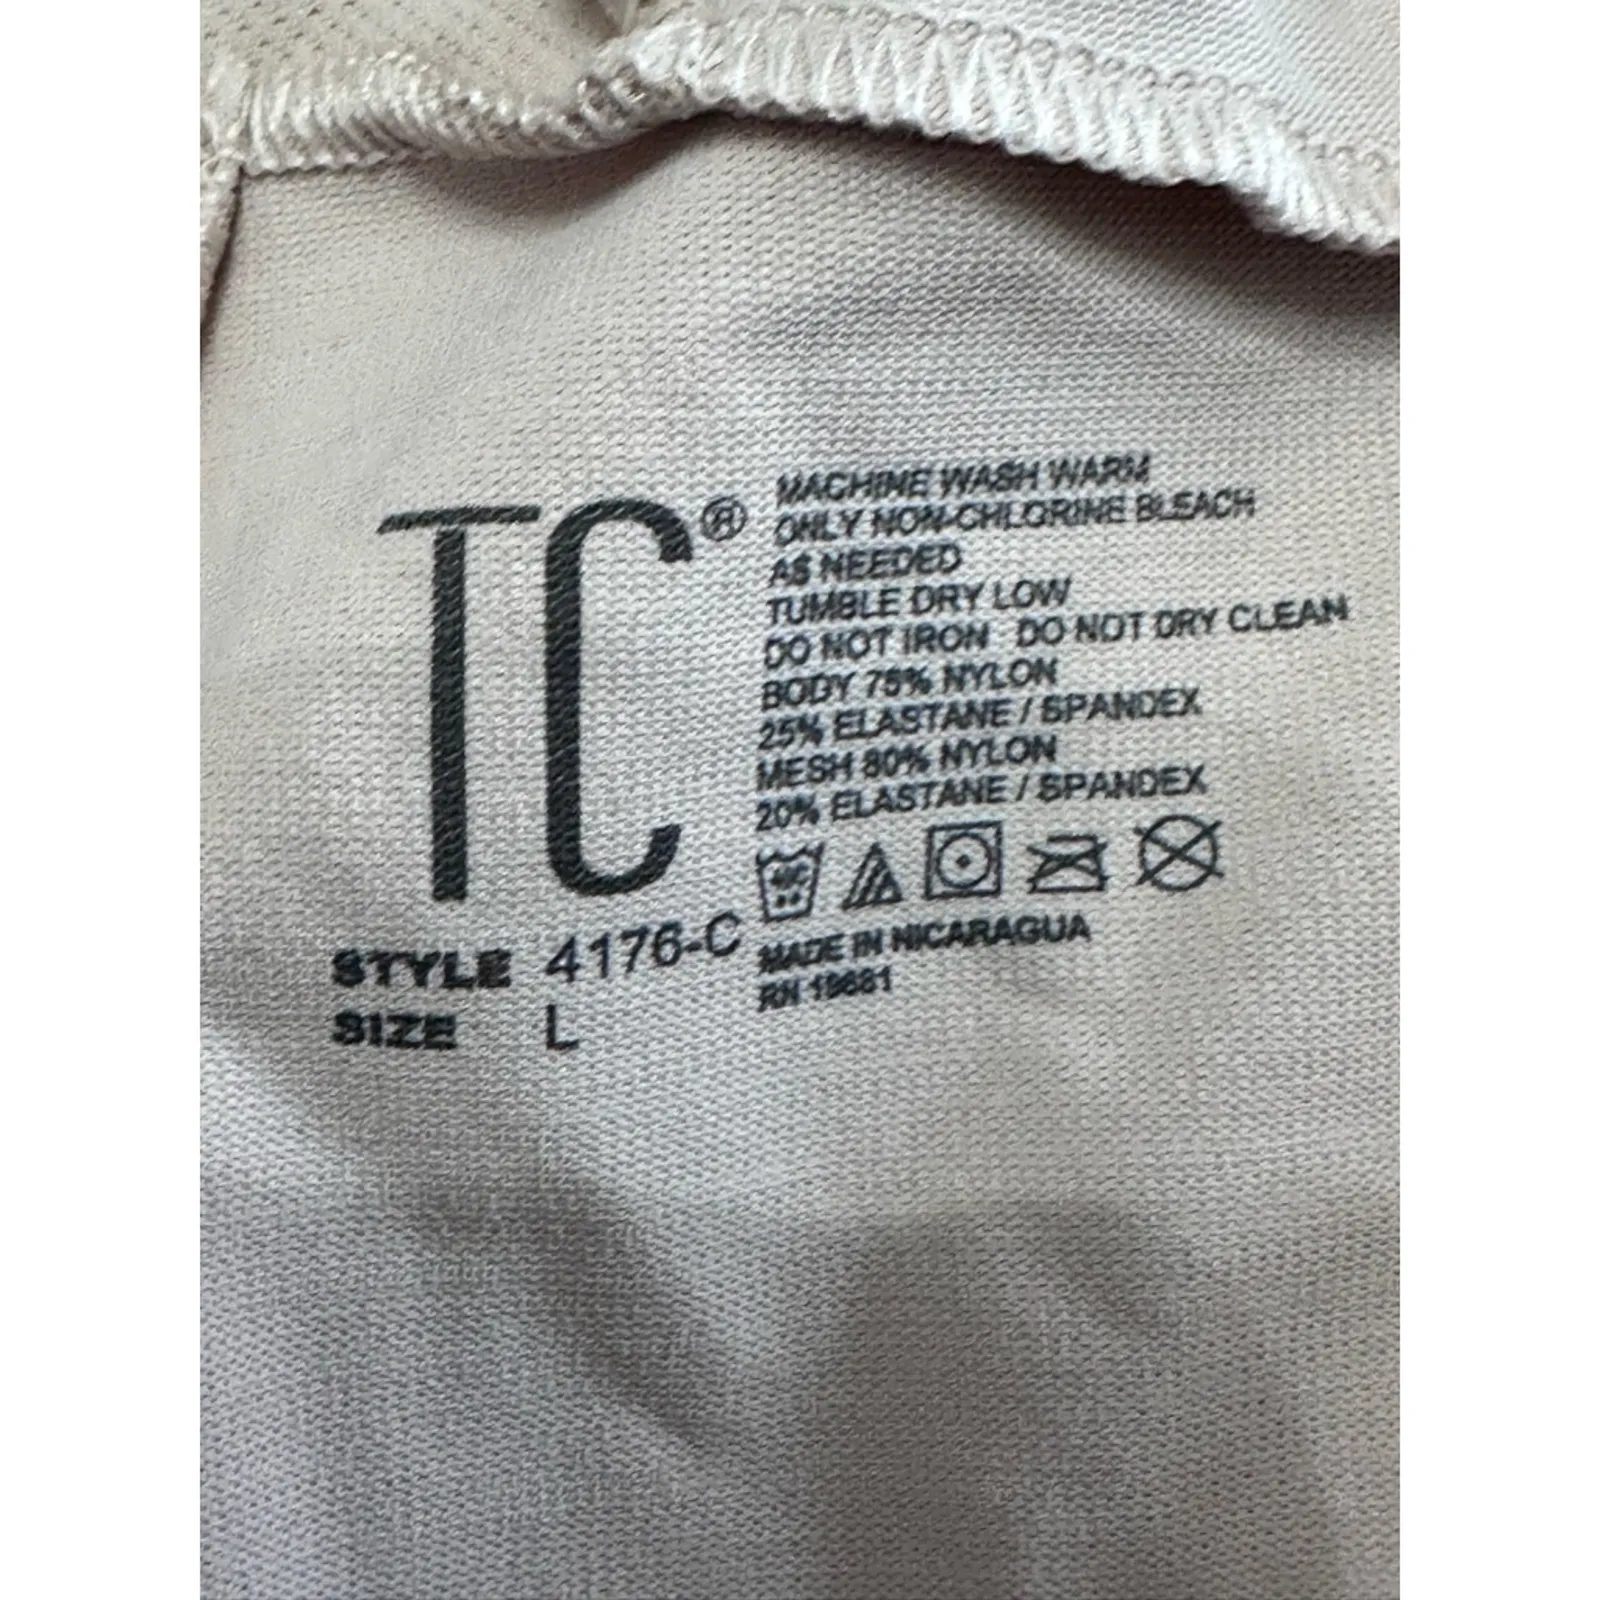 TC®
STYLE 4176-C
SIZE L
MACHINE WASH WARM
ONLY NON-CHLORINE BLEACH
AS NEEDED
TUMBLE DRY LOW
DO NOT IRON DO NOT DRY CLEAN
BODY 75% NYLON
25% ELASTANE / SPANDEX
MESH 80% NYLON
20% ELASTANE / SPANDEX
40C
MADE IN NICARAGUA
RN